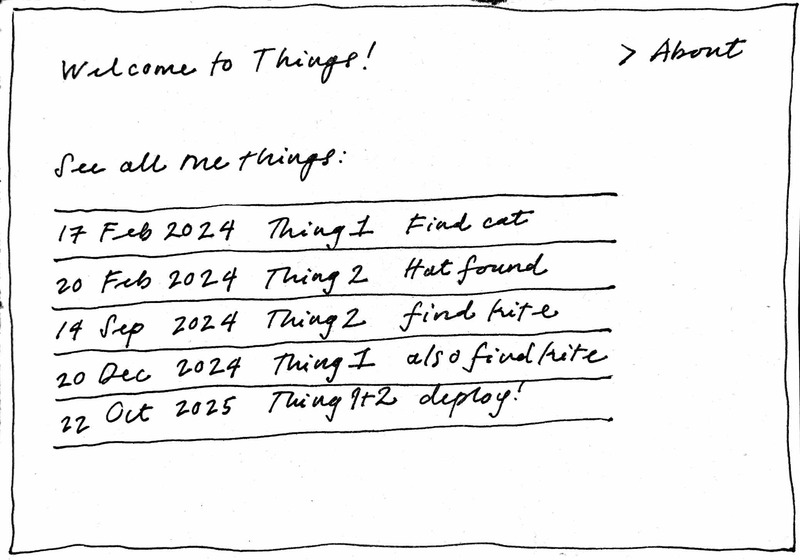 Welcome to Things!
> About
See all the things:
17 Feb 2024 Thing 1 Find cat
20 Feb 2024 Thing 2 Hat found
14 Sep 2024 Thing 2 find kite
20 Dec 2024 Thing 1 also find kite
22 Oct 2025 Thing 1+2 deploy!